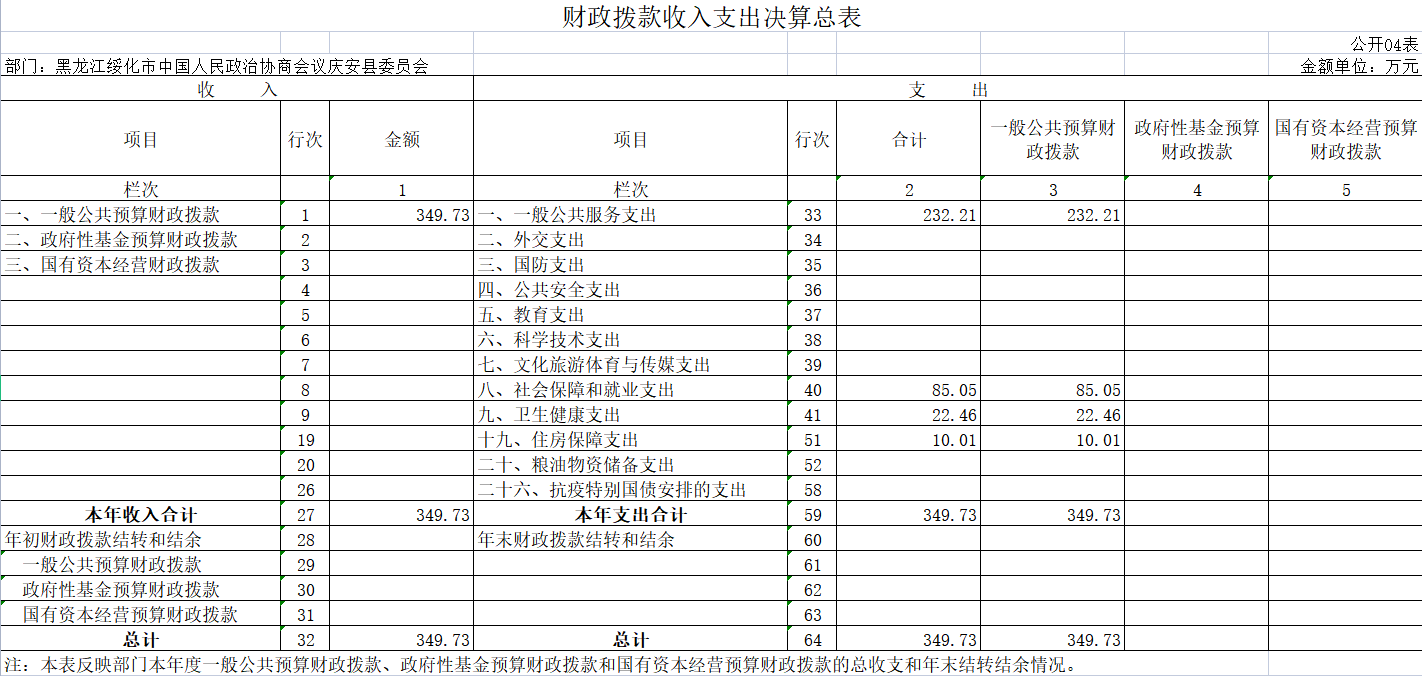 财政拨款收入支出决算总表
公开04表
部门：黑龙江绥化市中国人民政治协商会议庆安县委员会 金额单位：万元
收 入 支 出
项目 行次 金额 项目 行次 合计 一般公共预算财政拨款 政府性基金预算财政拨款 国有资本经营预算财政拨款
栏次 1 栏次 2 3 4 5
一、一般公共预算财政拨款 1 349.73 一、一般公共服务支出 33 232.21 232.21
二、政府性基金预算财政拨款 2 二、外交支出 34
三、国有资本经营财政拨款 3 三、国防支出 35
4 四、公共安全支出 36
5 五、教育支出 37
6 六、科学技术支出 38
7 七、文化旅游体育与传媒支出 39
8 八、社会保障和就业支出 40 85.05 85.05
9 九、卫生健康支出 41 22.46 22.46
19 十九、住房保障支出 51 10.01 10.01
20 二十、粮油物资储备支出 52
26 二十六、抗疫特别国债安排的支出 58
本年收入合计 27 349.73 本年支出合计 59 349.73 349.73
年初财政拨款结转和结余 28 年末财政拨款结转和结余 60
一般公共预算财政拨款 29 61
政府性基金预算财政拨款 30 62
国有资本经营预算财政拨款 31 63
总计 32 349.73 总计 64 349.73 349.73
注：本表反映部门本年度一般公共预算财政拨款、政府性基金预算财政拨款和国有资本经营预算财政拨款的总收支和年末结转结余情况。